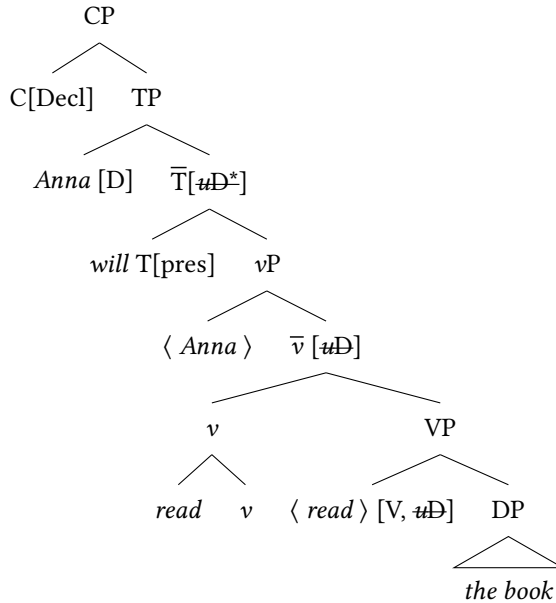 CP
C[Decl] TP
Anna [D] T̅[uD*]
will T[pres] vP
⟨ Anna ⟩ v̅ [uD]
v VP
read v ⟨ read ⟩ [V, uD] DP
the book